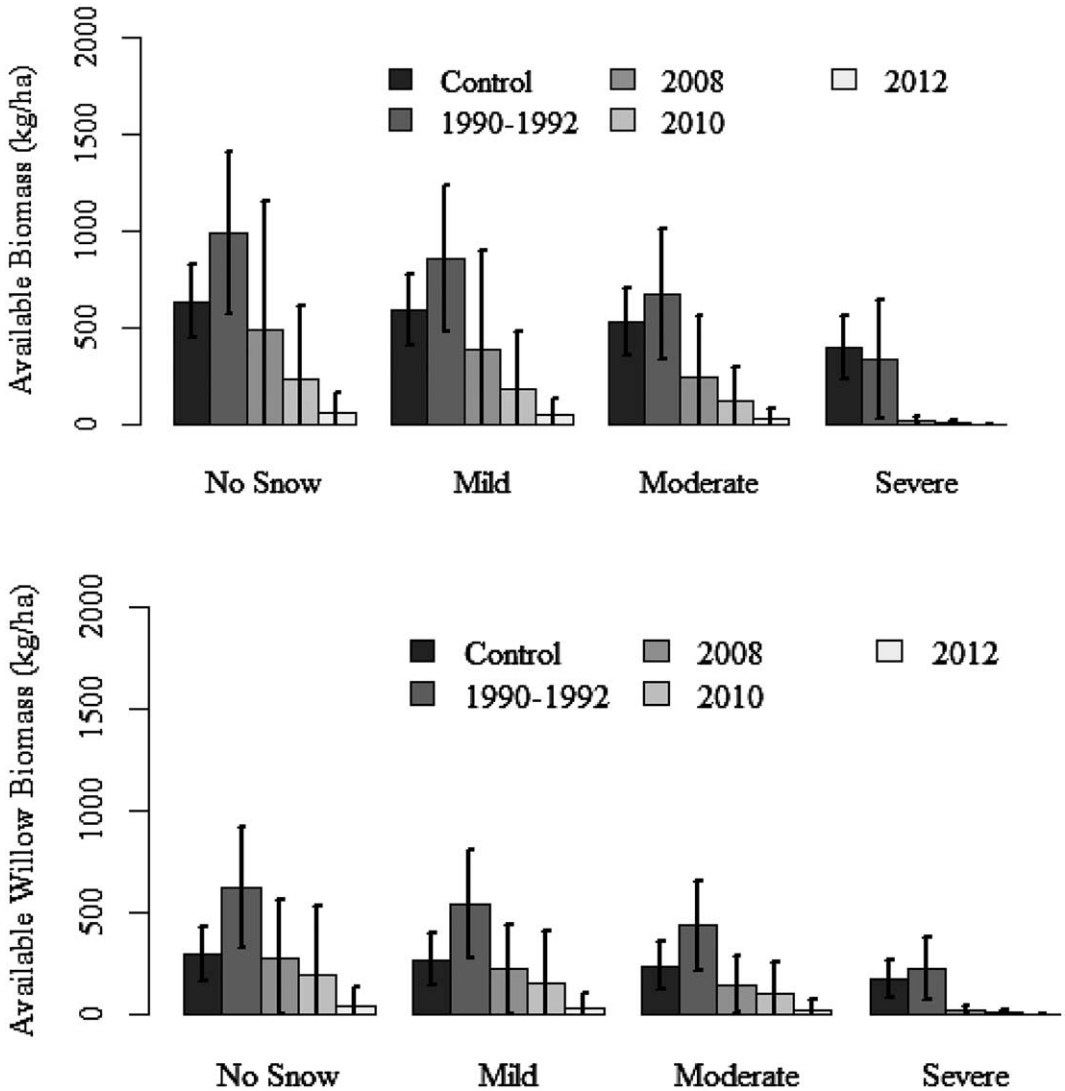 Available Biomass (kg/ha)
2000
1500
1000
500
0
Control 2008 2012
1990-1992 2010
No Snow Mild Moderate Severe
Available Willow Biomass (kg/ha)
2000
1500
1000
500
0
Control 2008 2012
1990-1992 2010
No Snow Mild Moderate Severe